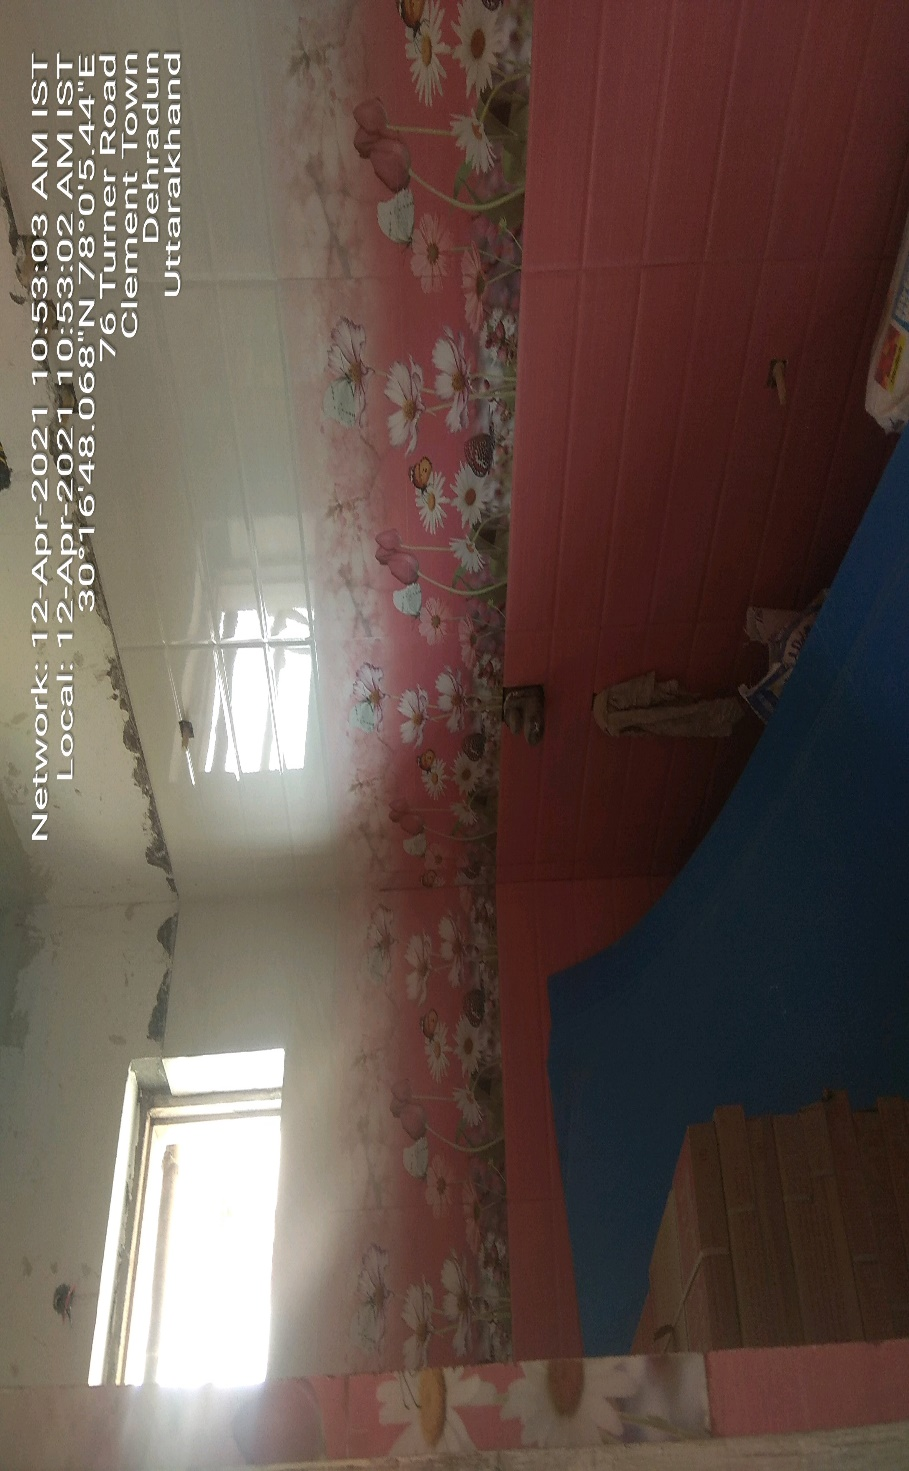 Network: 12-Apr-2021 10:53:03 AM IST
Local: 12-Apr-2021 10:53:02 AM IST
30°16'48.068"N 78°0'5.44"E
76 Turner Road
Clement Town
Dehradun
Uttarakhand